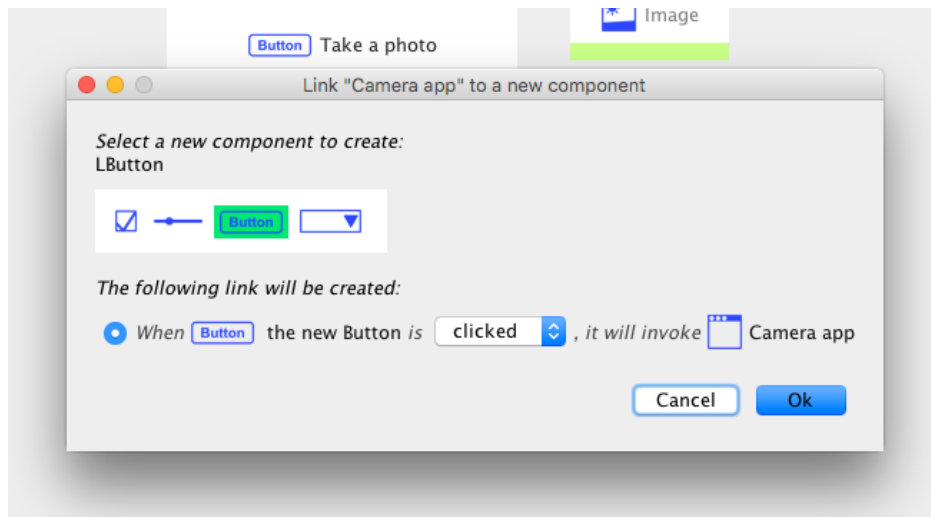 Image
Button Take a photo
Link "Camera app" to a new component
Select a new component to create:
LButton
Button
The following link will be created:
When Button the new Button is clicked , it will invoke Camera app
Cancel Ok